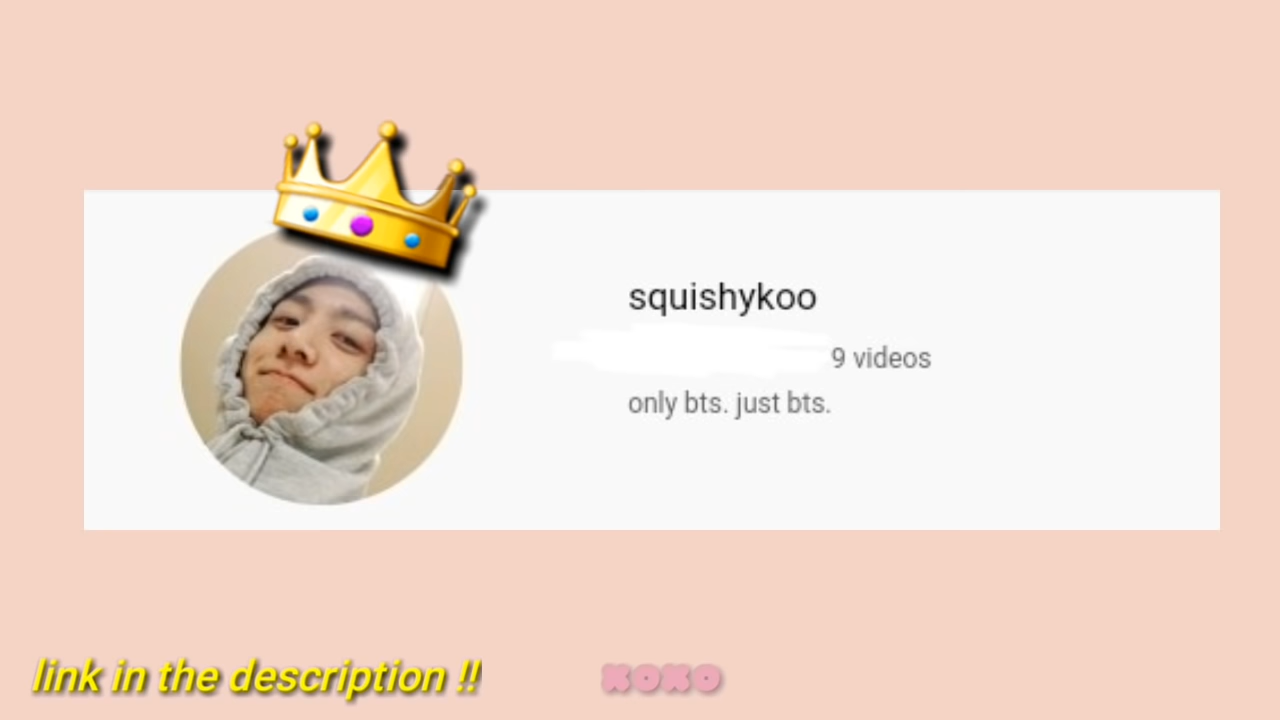 squishykoo
9 videos
only bts. just bts.
link in the description !!
xoxo